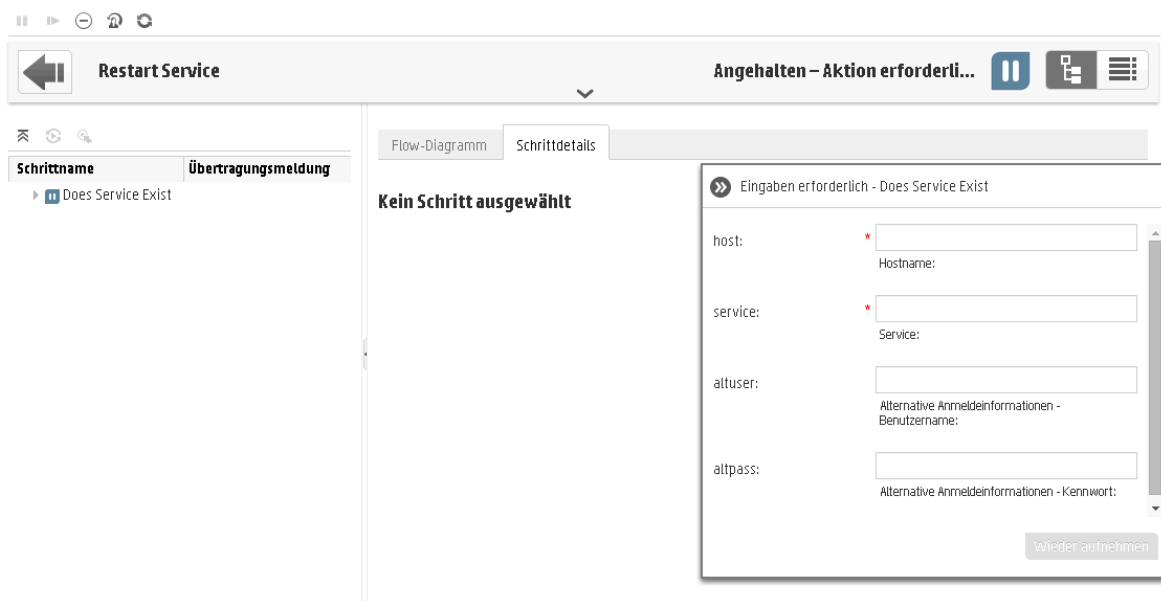 Restart Service
Angehalten – Aktion erforderli...
Flow-Diagramm
Schrittdetails
Schrittname
Übertragungsmeldung
Does Service Exist
Kein Schritt ausgewählt
Eingaben erforderlich - Does Service Exist
host:
*
Hostname:
service:
*
Service:
altuser:
Alternative Anmeldeinformationen -
Benutzername:
altpass:
Alternative Anmeldeinformationen - Kennwort:
Wieder aufnehmen